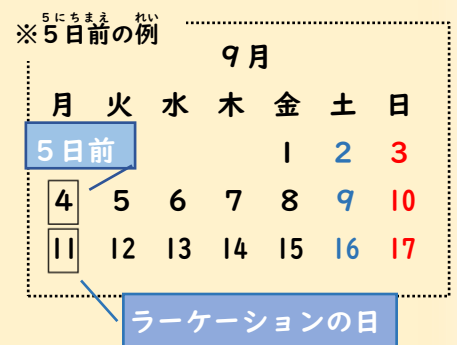 ※５日前の例
５にちまえ れい
９月
月 火 水 木 金 土 日
５日前
1 2 3
4 5 6 7 8 9 10
11 12 13 14 15 16 17
ラーケーションの日